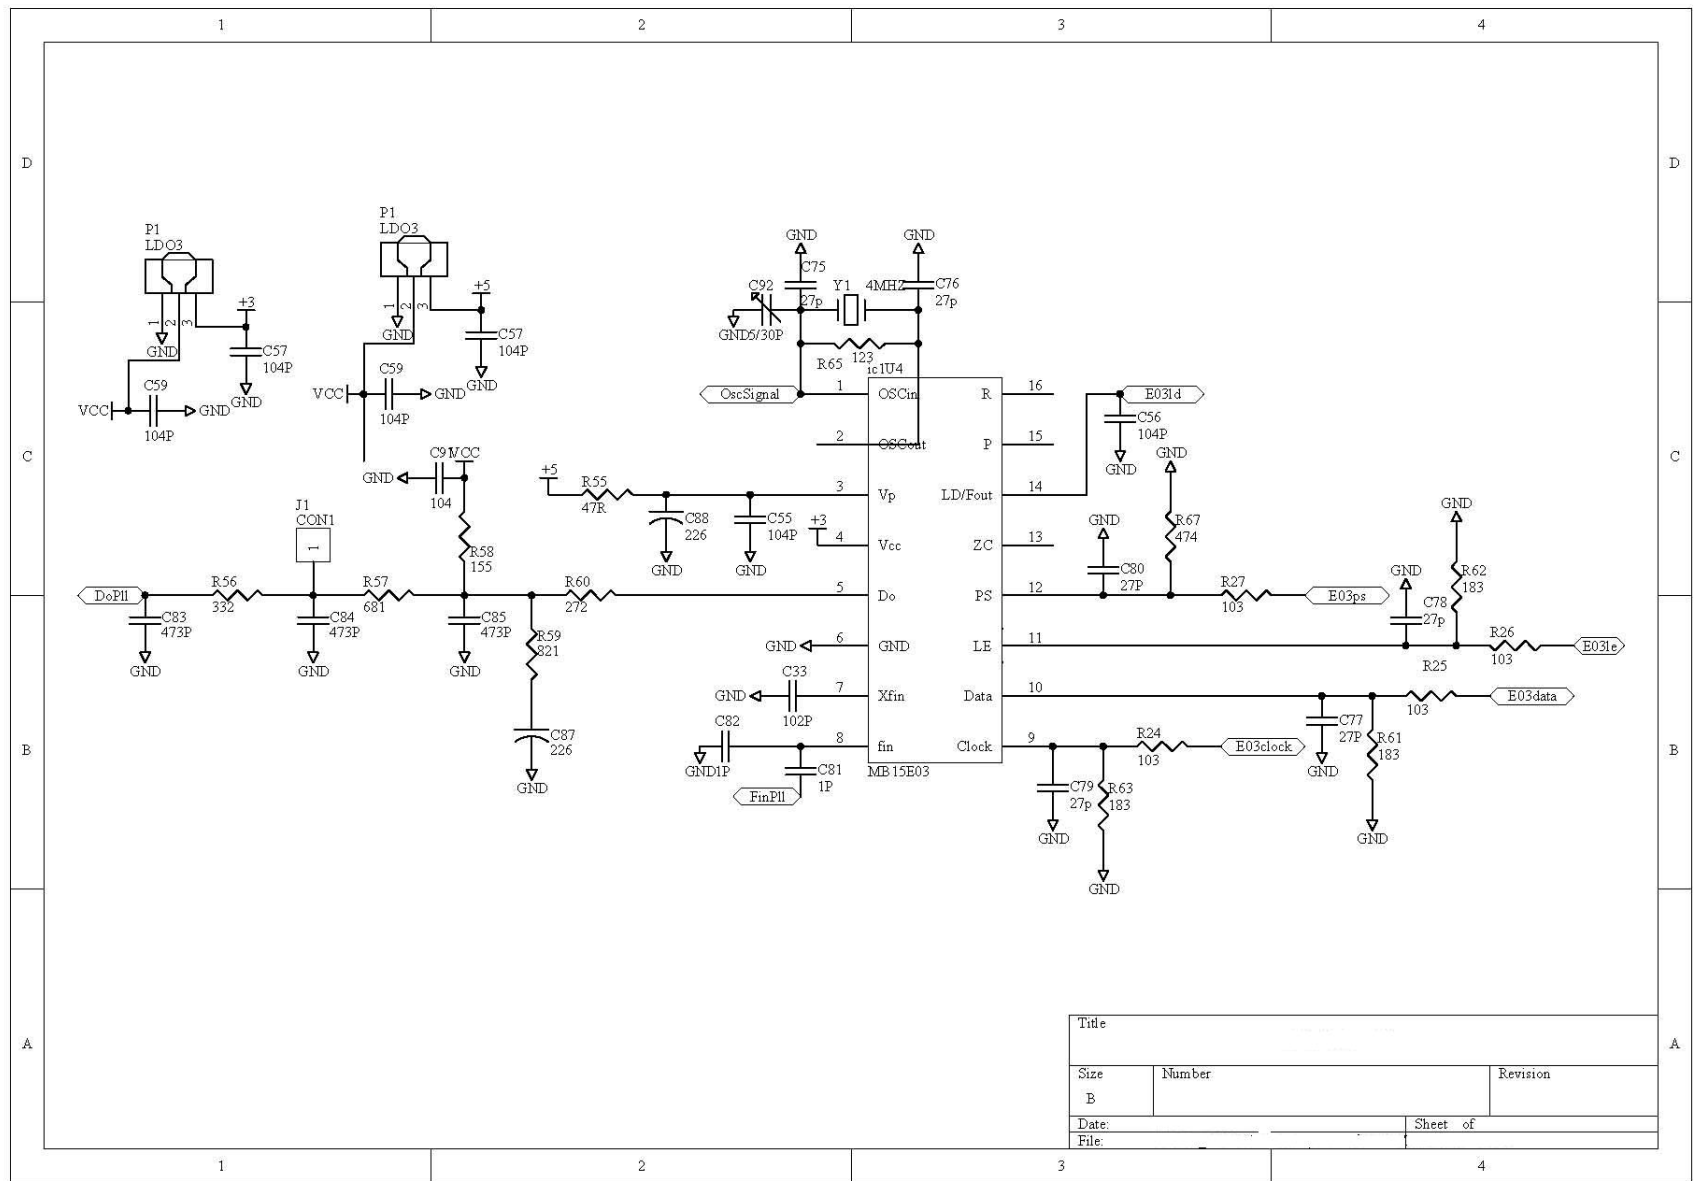 1 2 3 4
D D
P1
LDO3
1 2 3
GND
+3
C57
104P
GND
C59
VCC GND
104P
P1
LDO3
1 2 3
GND
+5
C57
104P
GND
C59
VCC GND
104P
GND GND
C75
C92 27p Y1 4MHZ C76
27p
GND 5/30P
R65 123
ic1U4
OscSignal 1 OSCin R 16 E03ld
C56
104P
GND
2 OSCout P 15
C C
C91 VCC
GND
104
+5 R55
47R
3 Vp LD/Fout 14
C88
226
GND
C55
104P
GND
GND
R67
474
+3
4 Vcc ZC 13
J1
CON1
1
R58
155
GND
C80
27P
GND
R62
183
DoPll R56
332
R57
681
R60
272
5 Do PS 12
R27
103
E03ps
GND
C78
27p
C83
473P
GND
C84
473P
GND
C85
473P
GND
R59
821
GND 6 GND LE 11
R26
103
E03le
C33
GND 7 Xfin Data 10
102P
R25
103
E03data
C87
226
GND
C82
GND 1P
8 fin Clock 9
R24
103
E03clock
C77
27P
GND
R61
183
GND
B B
MB15E03
C81
1P
FinPll
C79
27p
GND
R63
183
GND
A A
Title
Size Number Revision
B
Date: Sheet of
File:
1 2 3 4